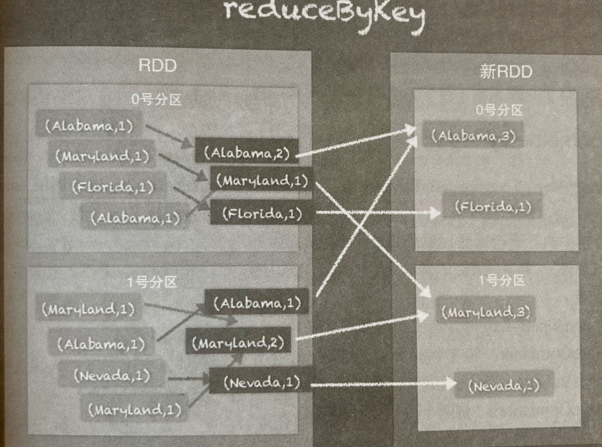 reduceByKey
RDD
0号分区
(Alabama,1)
(Maryland,1)
(Florida,1)
(Alabama,1)
(Alabama,2)
(Maryland,1)
(Florida,1)
1号分区
(Maryland,1)
(Alabama,1)
(Nevada,1)
(Maryland,1)
(Alabama,1)
(Maryland,2)
(Nevada,1)
新RDD
0号分区
(Alabama,3)
(Florida,1)
1号分区
(Maryland,3)
(Nevada,1)